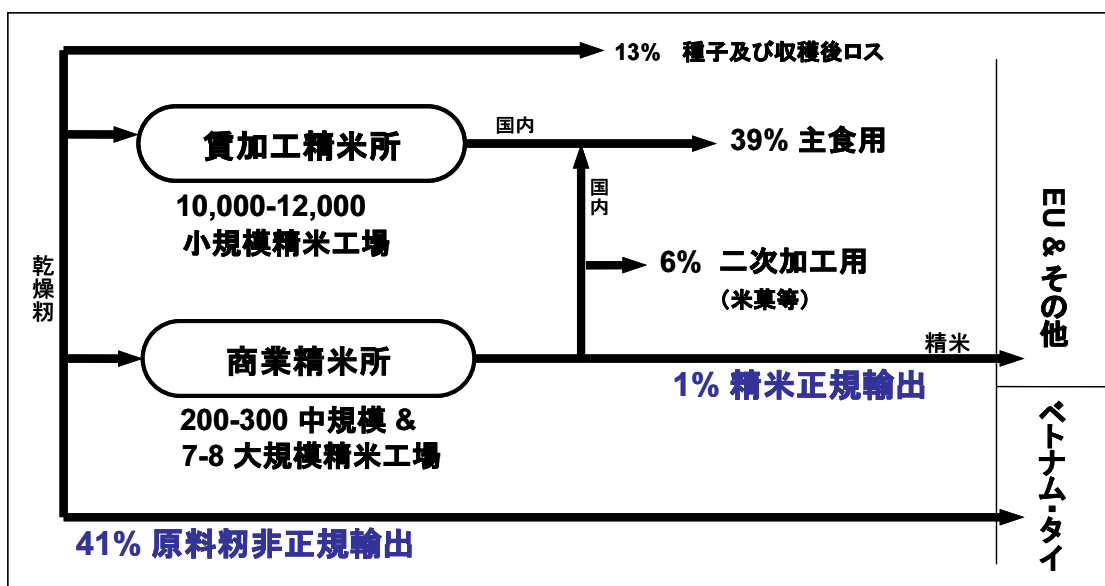 13% 種子及び収穫後ロス
賃加工精米所
国内
39% 主食用
10,000-12,000
小規模精米工場
国内
乾燥籾
6% 二次加工用
（米菓等）
商業精米所
精米
1% 精米正規輸出
200-300 中規模 &
7-8 大規模精米工場
41% 原料籾非正規輸出
EU & その他
ベトナム・タイ